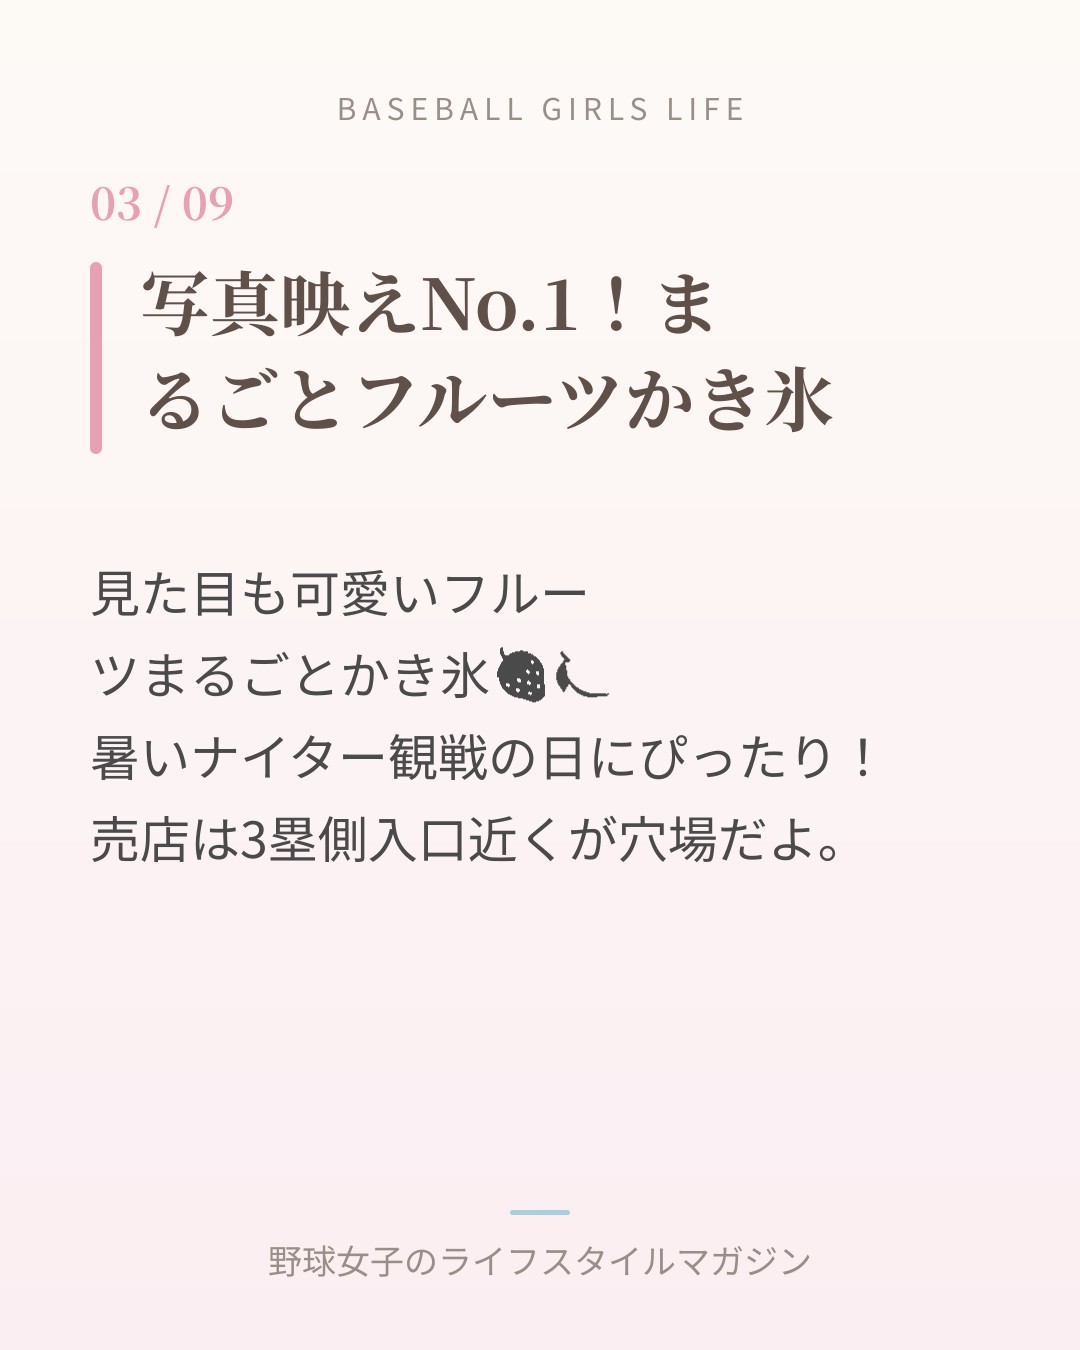 BASEBALL GIRLS LIFE
03 / 09
写真映えNo.1！ま
るごとフルーツかき氷
見た目も可愛いフルー
ツまるごとかき氷🍓🍌
暑いナイター観戦の日にぴったり！
売店は3塁側入口近くが穴場だよ。
野球女子のライフスタイルマガジン